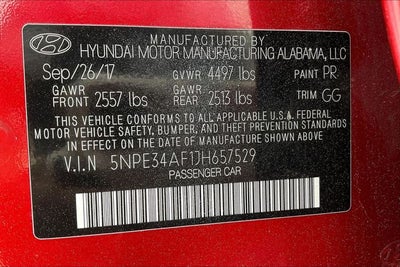 MANUFACTURED BY
HYUNDAI MOTOR MANUFACTURING ALABAMA, LLC
Sep/26/17 GVWR 4497 lbs PAINT PR
GAWR FRONT 2557 lbs GAWR REAR 2513 lbs TRIM GG
THIS VEHICLE CONFORMS TO ALL APPLICABLE U.S. FEDERAL
MOTOR VEHICLE SAFETY, BUMPER, AND THEFT PREVENTION
STANDARDS IN EFFECT ON THE DATE OF MANUFACTURE SHOWN ABOVE
V.I.N 5NPE34AF1JH657529
PASSENGER CAR